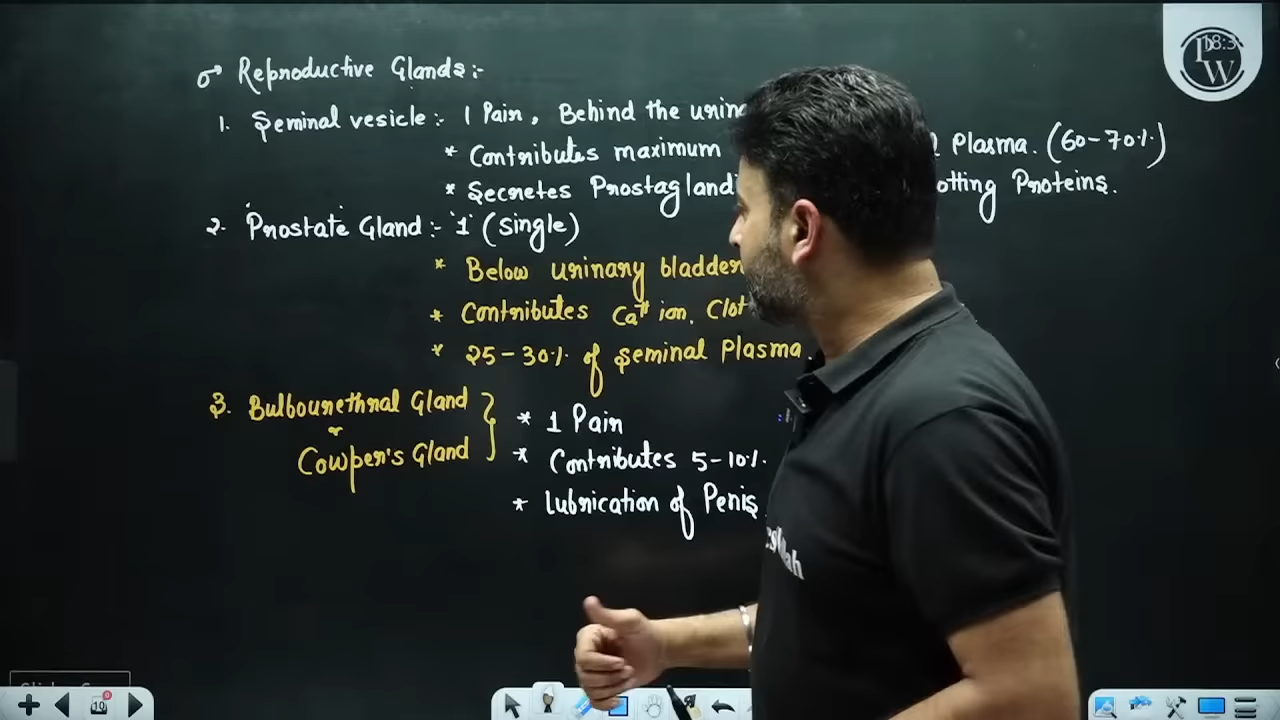 ♂ Reproductive Glands:-
1. Seminal vesicle:- 1 Pair, Behind the urin
* Contributes maximum Plasma. (60-70%)
* Secretes Prostagland otting Proteins.
2. Prostate Gland:- '1' (single)
* Below urinary bladder
* Contributes Ca++ ion, Clot
* 25-30% of Seminal Plasma.
3. Bulbourethral Gland
or
Cowper's Gland
* 1 Pair
* Contributes 5-10%.
* Lubrication of Penis
W
10